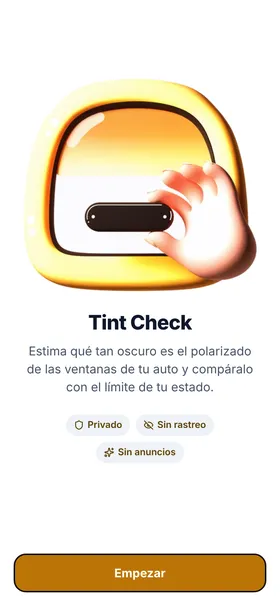 Tint Check
Estima qué tan oscuro es el polarizado
de las ventanas de tu auto y compáralo
con el límite de tu estado.
Privado
Sin rastreo
Sin anuncios
Empezar